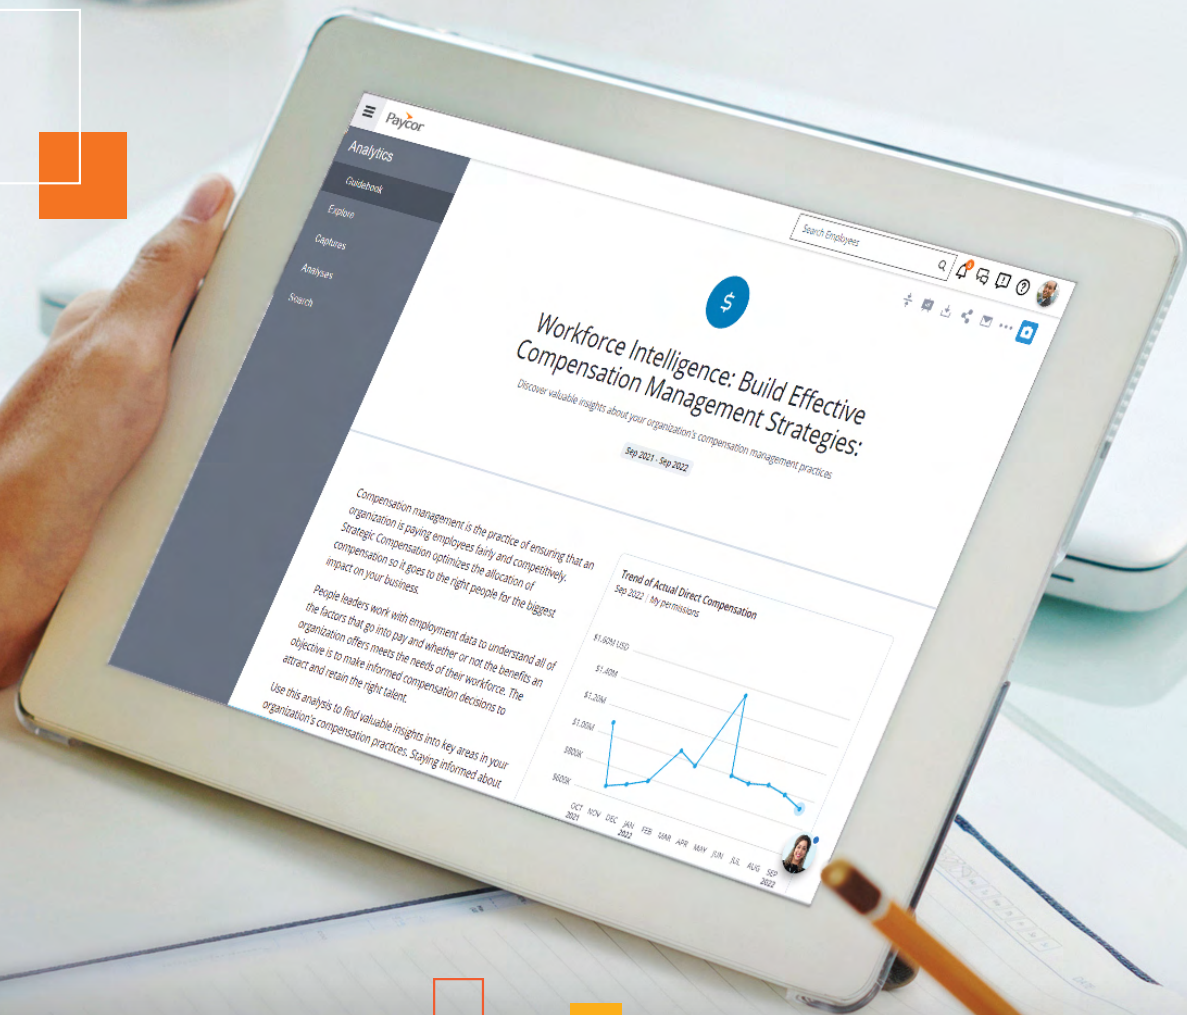 Paycor
Analytics
Guidebook
Explore
Captures
Analyses
Search
Search Employees
$
Workforce Intelligence: Build Effective
Compensation Management Strategies:
Discover valuable insights about your organization's compensation management practices
Sep 2021 - Sep 2022
Compensation management is the practice of ensuring that an
organization is paying employees fairly and competitively.
Strategic Compensation optimizes the allocation of
compensation so it goes to the right people for the biggest
impact on your business.
People leaders work with employment data to understand all of
the factors that go into pay and whether or not the benefits an
organization offers meets the needs of their workforce. The
objective is to make informed compensation decisions to
attract and retain the right talent.
Use this analysis to find valuable insights into key areas in your
organization's compensation practices. Staying informed about
Trend of Actual Direct Compensation
Sep 2022 | My permissions
$1.60M USD
$1.40M
$1.20M
$1.00M
$800K
$600K
OCT NOV DEC JAN FEB MAR APR MAY JUN JUL AUG SEP
2021 2022 2022
DATE